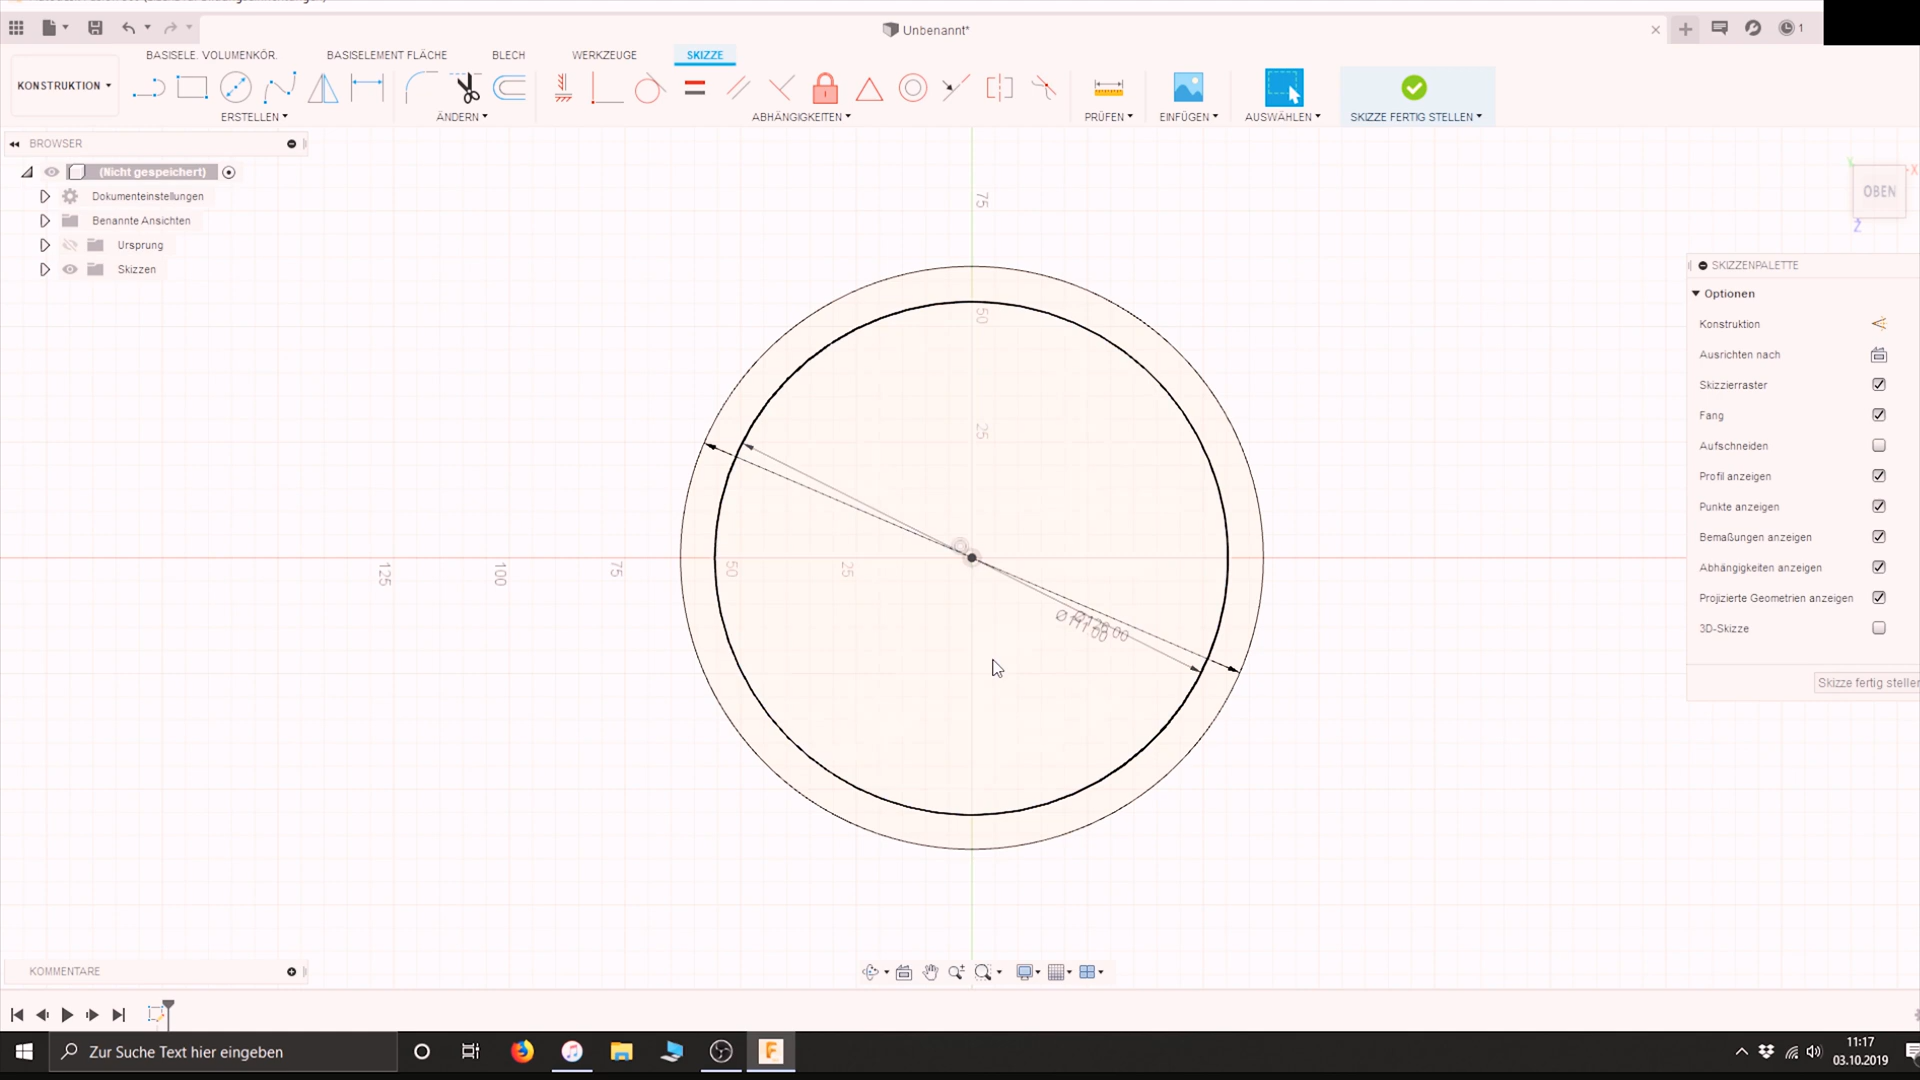 Unbenannt*
1
BASISELE. VOLUMENKÖR.
BASISELEMENT FLÄCHE
BLECH
WERKZEUGE
SKIZZE
KONSTRUKTION
ERSTELLEN
ÄNDERN
ABHÄNGIGKEITEN
PRÜFEN
EINFÜGEN
AUSWÄHLEN
SKIZZE FERTIG STELLEN
BROWSER
(Nicht gespeichert)
Dokumenteinstellungen
Benannte Ansichten
Ursprung
Skizzen
75
50
25
125
100
75
50
25
OBEN
X
Z
SKIZZENPALETTE
Optionen
Konstruktion
Ausrichten nach
Skizzierraster
Fang
Aufschneiden
Profil anzeigen
Punkte anzeigen
Bemaßungen anzeigen
Abhängigkeiten anzeigen
Projizierte Geometrien anzeigen
3D-Skizze
Skizze fertig steller
KOMMENTARE
Zur Suche Text hier eingeben
11:17
03.10.2019